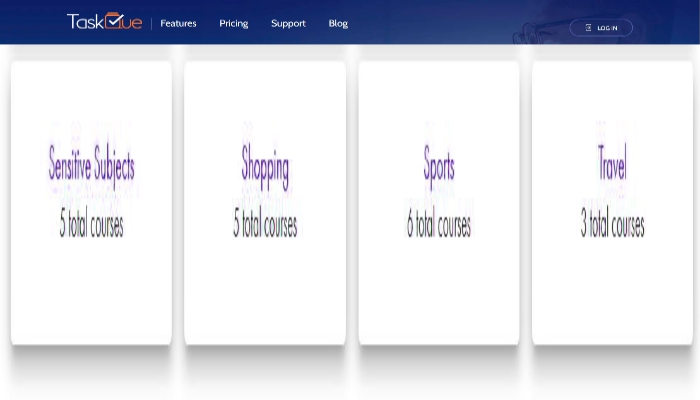 TaskQue
Features
Pricing
Support
Blog
LOG IN
Sensitive Subjects
5 total courses
Shopping
5 total courses
Sports
6 total courses
Travel
3 total courses